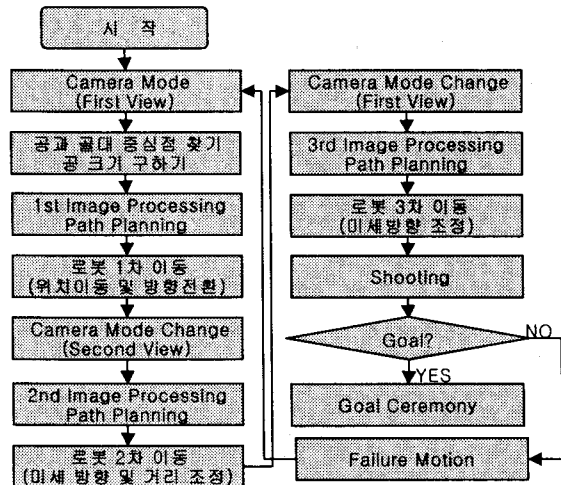 시 작
Camera Mode
(First View)
공과 골대 중심점 찾기
공 크기 구하기
1st Image Processing
Path Planning
로봇 1차 이동
(위치이동 및 방향전환)
Camera Mode Change
(Second View)
2nd Image Processing
Path Planning
로봇 2차 이동
(미세 방향 및 거리 조정)
Camera Mode Change
(First View)
3rd Image Processing
Path Planning
로봇 3차 이동
(미세방향 조정)
Shooting
Goal?
NO
YES
Goal Ceremony
Failure Motion